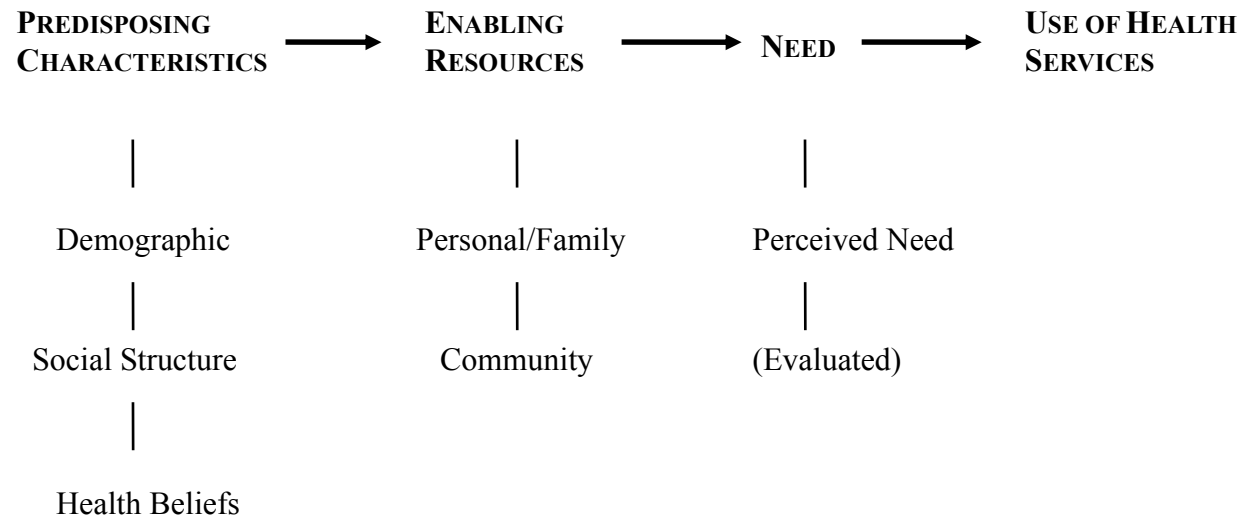 PREDISPOSING
CHARACTERISTICS
ENABLING
RESOURCES
NEED
USE OF HEALTH
SERVICES
Demographic
Personal/Family
Perceived Need
Social Structure
Community
(Evaluated)
Health Beliefs